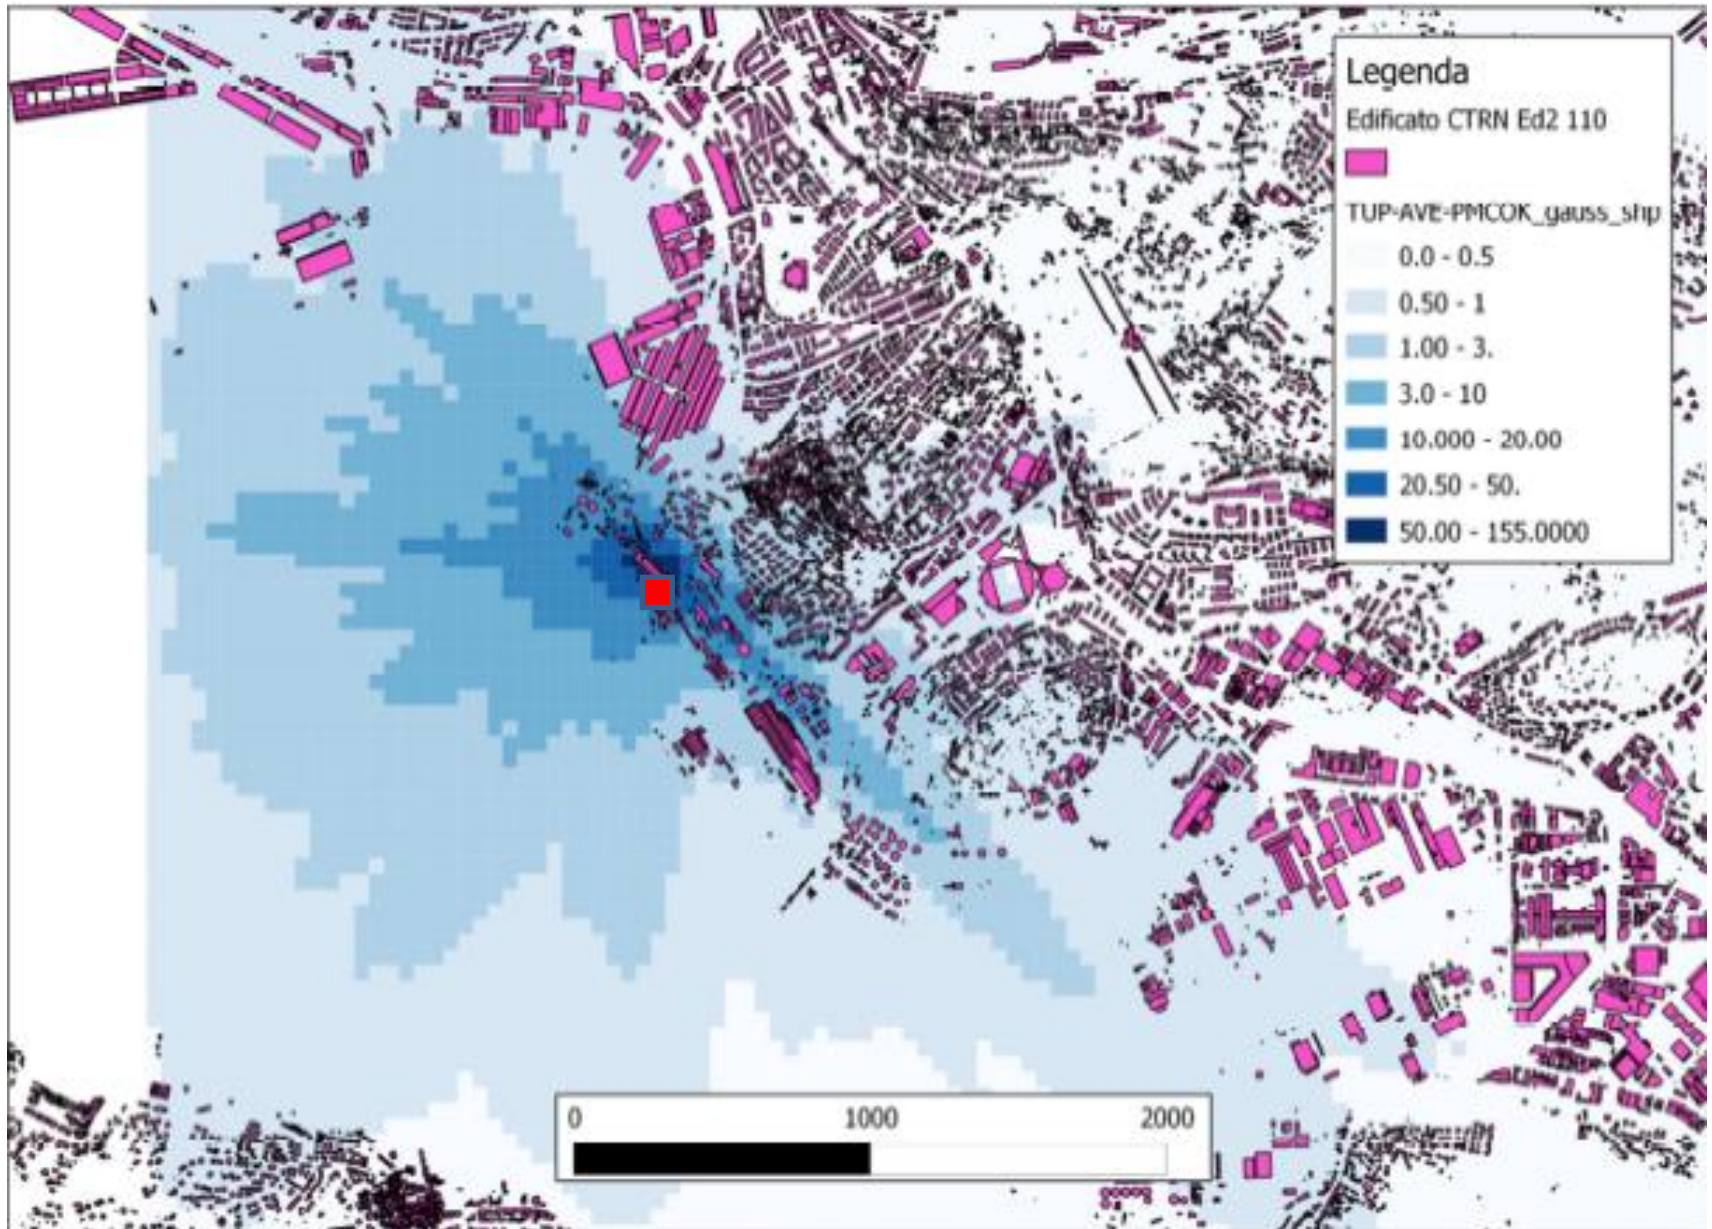 Legenda
Edificato CTRN Ed2 110
TUP-AVE-PMCOK_gauss_shp
0.0 - 0.5
0.50 - 1
1.00 - 3.
3.0 - 10
10.000 - 20.00
20.50 - 50.
50.00 - 155.0000
0 1000 2000